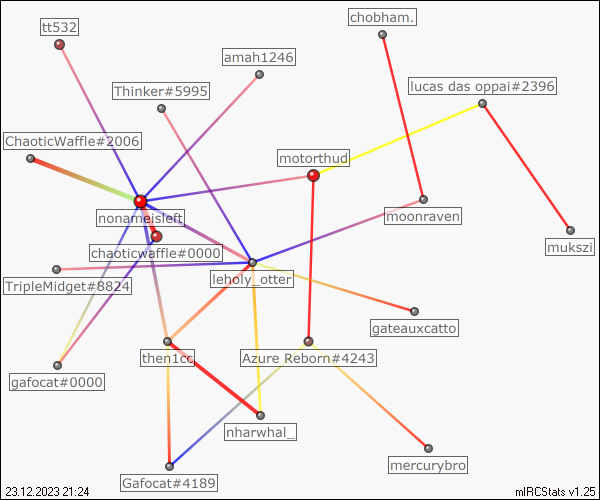 chobham.
tt532
amah1246
lucas das oppai#2396
Thinker#5995
ChaoticWaffle#2006
motorthud
nonameisleft
moonraven
mukszi
chaoticwaffle#0000
TripleMidget#8824
leholy_otter
gateauxcatto
then1cc
Azure Reborn#4243
gafocat#0000
nharwhal_
mercurybro
Gafocat#4189
23.12.2023 21:24
mIRCStats v1.25